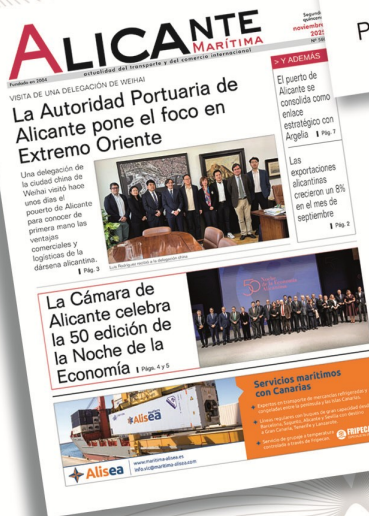 ALICANTE
MARÍTIMA
Segunda
quincena
noviembre
2025
P
Fundado en 2004
actualidad del transporte y del comercio internacional
VISITA DE UNA DELEGACIÓN DE WEIHAI
La Autoridad Portuaria de
Alicante pone el foco en
Extremo Oriente
Una delegación de
la ciudad china de
Weihai visitó hace
unos días el
pouerto de Alicante
para conocer de
primera mano las
ventajas
comerciales y
logísticas de la
dársena alicantina.
Pág. 3
> Y ADEMÁS
El puerto de
Alicante se
consolida como
enlace
estratégico con
Argelia Pág. 7
Las
exportaciones
alicantinas
crecieron un 8%
en el mes de
septiembre
Pág. 2
La Cámara de
Alicante celebra
la 50 edición de
la Noche de la
Economía Págs. 4 y 5
50
Alisea
Alisea
www.maritima-alisea.es
Servicios marítimos
con Canarias
FRIPECA